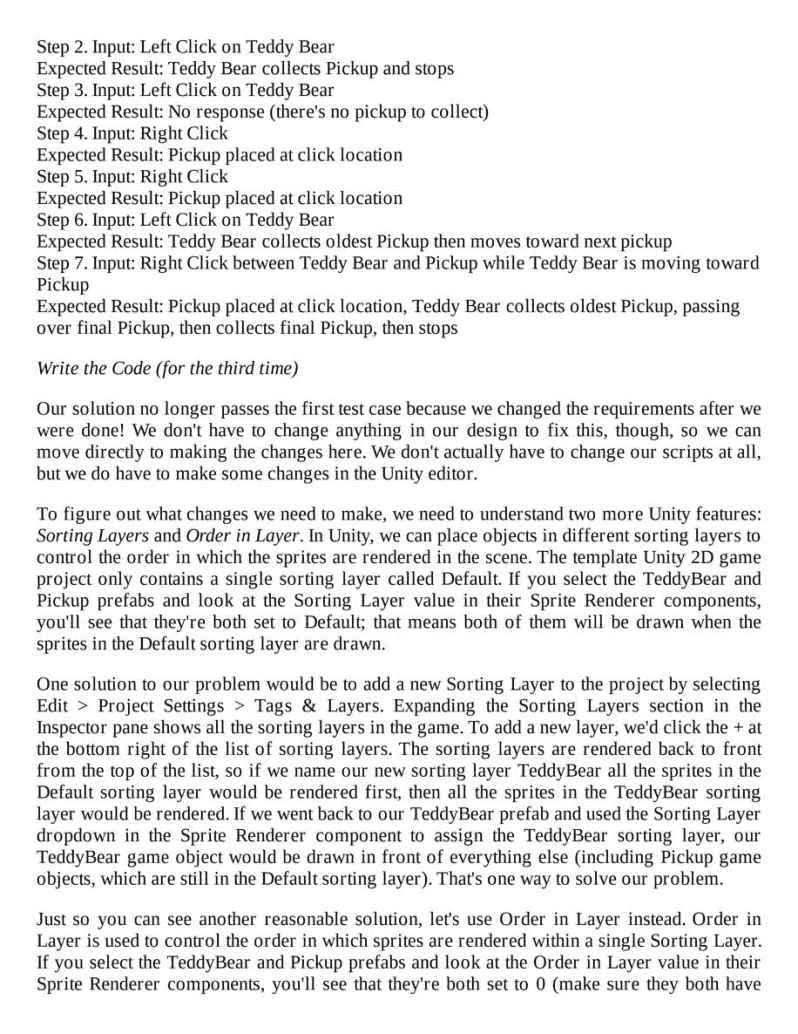 Step 2. Input: Left Click on Teddy Bear
Expected Result: Teddy Bear collects Pickup and stops
Step 3. Input: Left Click on Teddy Bear
Expected Result: No response (there's no pickup to collect)
Step 4. Input: Right Click
Expected Result: Pickup placed at click location
Step 5. Input: Right Click
Expected Result: Pickup placed at click location
Step 6. Input: Left Click on Teddy Bear
Expected Result: Teddy Bear collects oldest Pickup then moves toward next pickup
Step 7. Input: Right Click between Teddy Bear and Pickup while Teddy Bear is moving toward
Pickup
Expected Result: Pickup placed at click location, Teddy Bear collects oldest Pickup, passing
over final Pickup, then collects final Pickup, then stops
Write the Code (for the third time)
Our solution no longer passes the first test case because we changed the requirements after we
were done! We don't have to change anything in our design to fix this, though, so we can
move directly to making the changes here. We don't actually have to change our scripts at all,
but we do have to make some changes in the Unity editor.
To figure out what changes we need to make, we need to understand two more Unity features:
Sorting Layers and Order in Layer. In Unity, we can place objects in different sorting layers to
control the order in which the sprites are rendered in the scene. The template Unity 2D game
project only contains a single sorting layer called Default. If you select the TeddyBear and
Pickup prefabs and look at the Sorting Layer value in their Sprite Renderer components,
you'll see that they're both set to Default; that means both of them will be drawn when the
sprites in the Default sorting layer are drawn.
One solution to our problem would be to add a new Sorting Layer to the project by selecting
Edit > Project Settings > Tags & Layers. Expanding the Sorting Layers section in the
Inspector pane shows all the sorting layers in the game. To add a new layer, we'd click the + at
the bottom right of the list of sorting layers. The sorting layers are rendered back to front
from the top of the list, so if we name our new sorting layer TeddyBear all the sprites in the
Default sorting layer would be rendered first, then all the sprites in the TeddyBear sorting
layer would be rendered. If we went back to our TeddyBear prefab and used the Sorting Layer
dropdown in the Sprite Renderer component to assign the TeddyBear sorting layer, our
TeddyBear game object would be drawn in front of everything else (including Pickup game
objects, which are still in the Default sorting layer). That's one way to solve our problem.
Just so you can see another reasonable solution, let's use Order in Layer instead. Order in
Layer is used to control the order in which sprites are rendered within a single Sorting Layer.
If you select the TeddyBear and Pickup prefabs and look at the Order in Layer value in their
Sprite Renderer components, you'll see that they're both set to 0 (make sure they both have